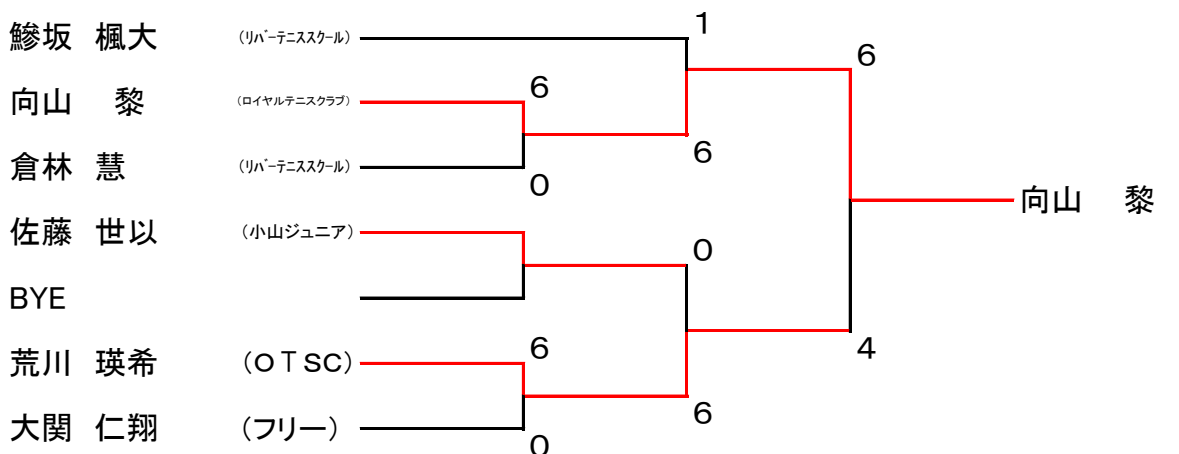 鰺坂 楓大 (ﾘﾊﾞｰﾃﾆｽｽｸｰﾙ) 1
6
向山 黎 (ロイヤルテニスクラブ) 6
6
倉林 慧 (ﾘﾊﾞｰﾃﾆｽｽｸｰﾙ) 0
向山 黎
佐藤 世以 (小山ジュニア) 0
BYE
荒川 瑛希 (OTSC) 6 4
6
大関 仁翔 (フリー) 0